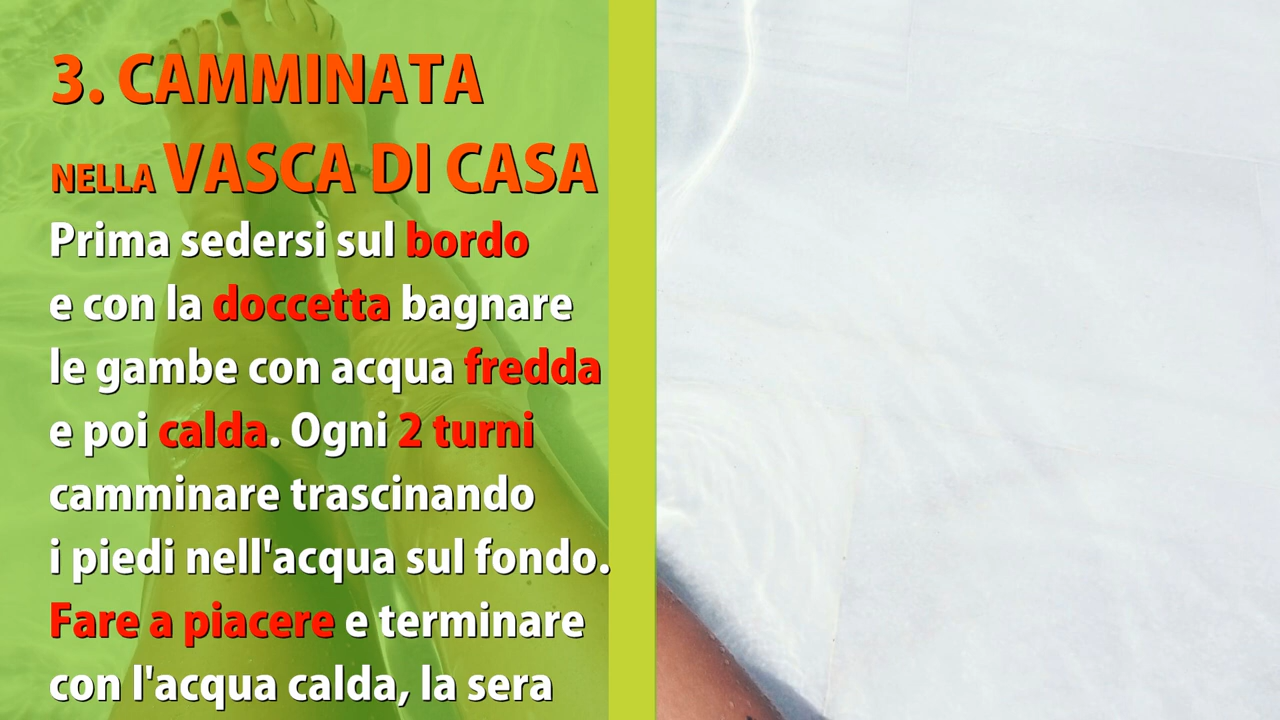 3. CAMMINATA
NELLA VASCA DI CASA
Prima sedersi sul bordo
e con la doccetta bagnare
le gambe con acqua fredda
e poi calda. Ogni 2 turni
camminare trascinando
i piedi nell'acqua sul fondo.
Fare a piacere e terminare
con l'acqua calda, la sera